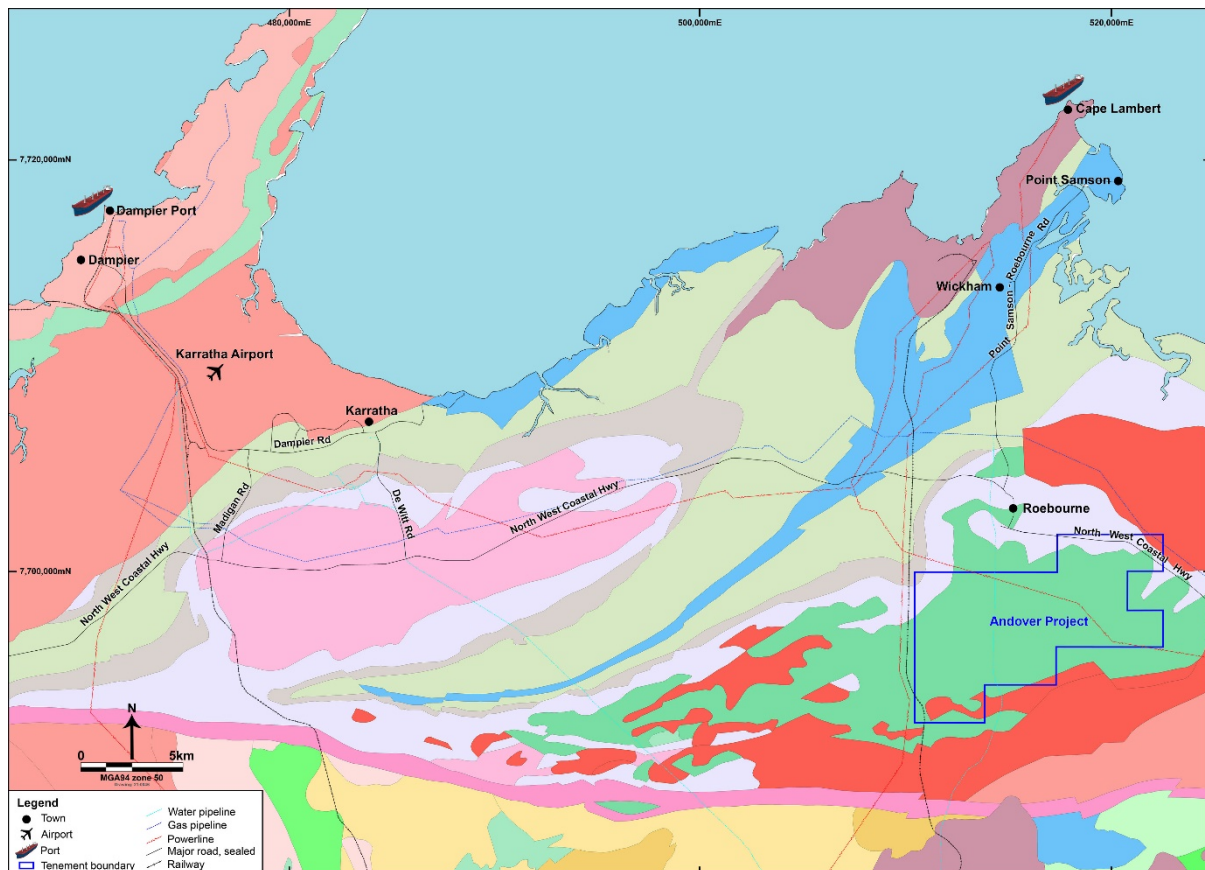 480,000mE
500,000mE
520,000mE
Cape Lambert
7,720,000mN
Point Samson
Dampier Port
Dampier
Wickham
Point Samson - Roebourne Rd
Karratha Airport
Karratha
Dampier Rd
Madigan Rd
De Witt Rd
North West Coastal Hwy
Roebourne
North West Coastal Hwy
7,700,000mN
North West Coastal Hwy
Andover Project
N
0 5km
MGA94 zone 50
Legend
Town
Airport
Port
Tenement boundary
Water pipeline
Gas pipeline
Powerline
Major road, sealed
Railway